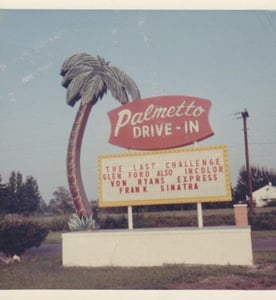 Palmetto
DRIVE-IN
THE LAST CHALLENGE
GLEN FORD ALSO INCOLOR
VON RYANS EXPRESS
FRANK SINATRA